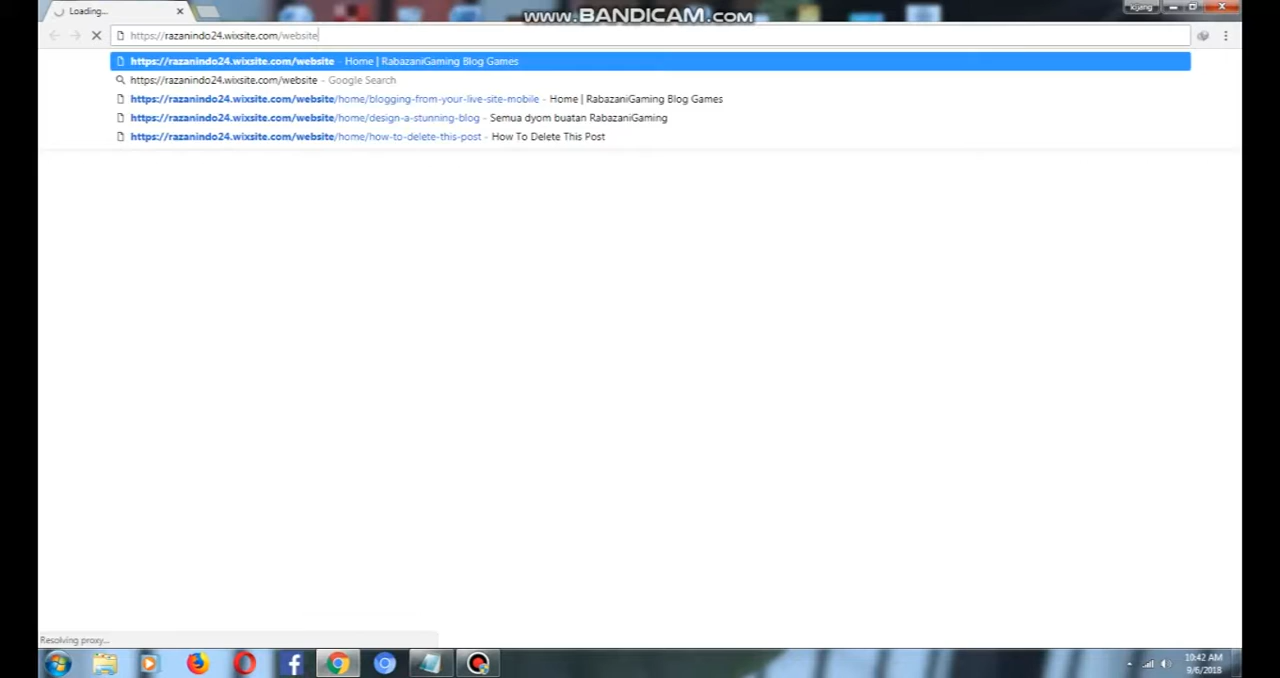 www.BANDICAM.com
Loading...
kijang
https://razanindo24.wixsite.com/website
https://razanindo24.wixsite.com/website - Home | RabazaniGaming Blog Games
https://razanindo24.wixsite.com/website - Google Search
https://razanindo24.wixsite.com/website/home/blogging-from-your-live-site-mobile - Home | RabazaniGaming Blog Games
https://razanindo24.wixsite.com/website/home/design-a-stunning-blog - Semua dyom buatan RabazaniGaming
https://razanindo24.wixsite.com/website/home/how-to-delete-this-post - How To Delete This Post
Resolving proxy...
10:42 AM
9/6/2018